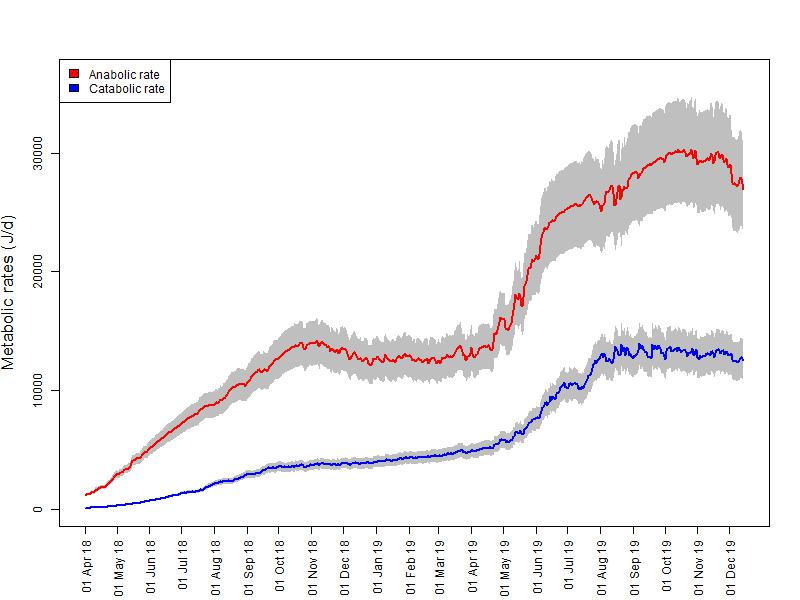 Anabolic rate
Catabolic rate
Metabolic rates (J/d)
30000
20000
10000
0
01 Apr 18
01 May 18
01 Jun 18
01 Jul 18
01 Aug 18
01 Sep 18
01 Oct 18
01 Nov 18
01 Dec 18
01 Jan 19
01 Feb 19
01 Mar 19
01 Apr 19
01 May 19
01 Jun 19
01 Jul 19
01 Aug 19
01 Sep 19
01 Oct 19
01 Nov 19
01 Dec 19